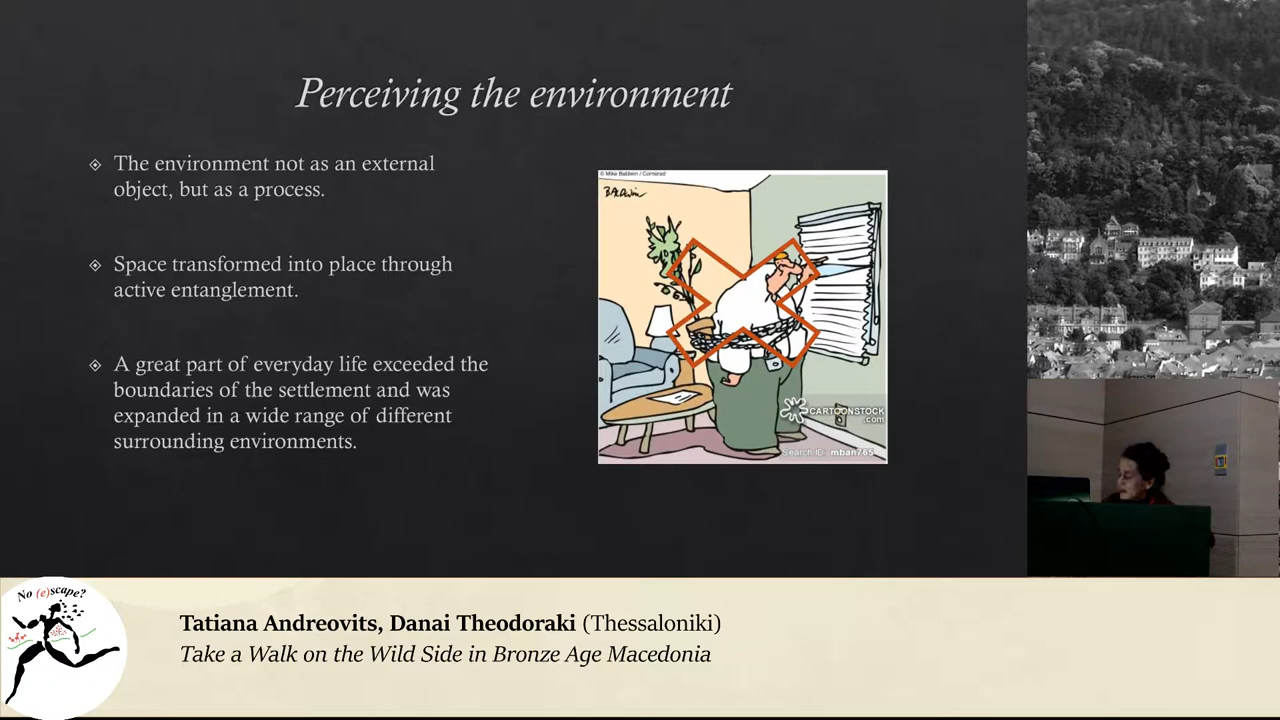 Perceiving the environment
The environment not as an external
object, but as a process.
Space transformed into place through
active entanglement.
A great part of everyday life exceeded the
boundaries of the settlement and was
expanded in a wide range of different
surrounding environments.
© Mike Baldwin / Cornered
BALDWIN
CARTOONSTOCK
.com
Search ID: mban765
No (e)scape?
Tatiana Andreovits, Danai Theodoraki (Thessaloniki)
Take a Walk on the Wild Side in Bronze Age Macedonia